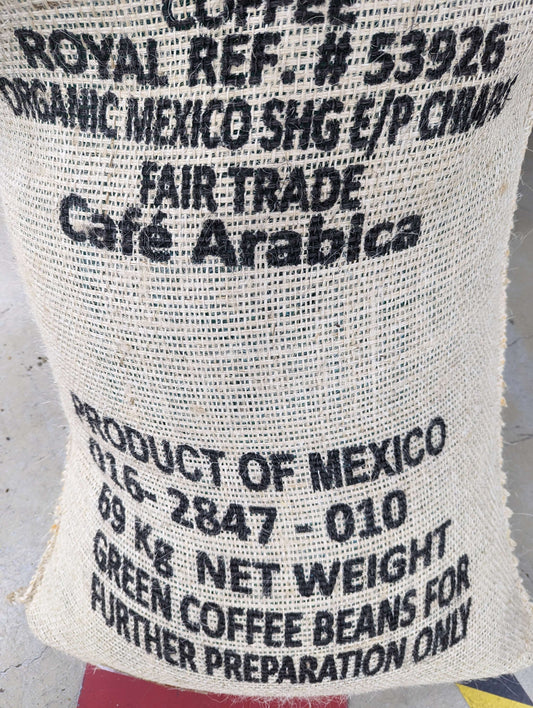 COFFEE
ROYAL REF. # 53926
ORGANIC MEXICO SHG E/P CHIAPAS
FAIR TRADE
Café Arabica
PRODUCT OF MEXICO
016- 2847 - 010
69 Kg NET WEIGHT
GREEN COFFEE BEANS FOR
FURTHER PREPARATION ONLY